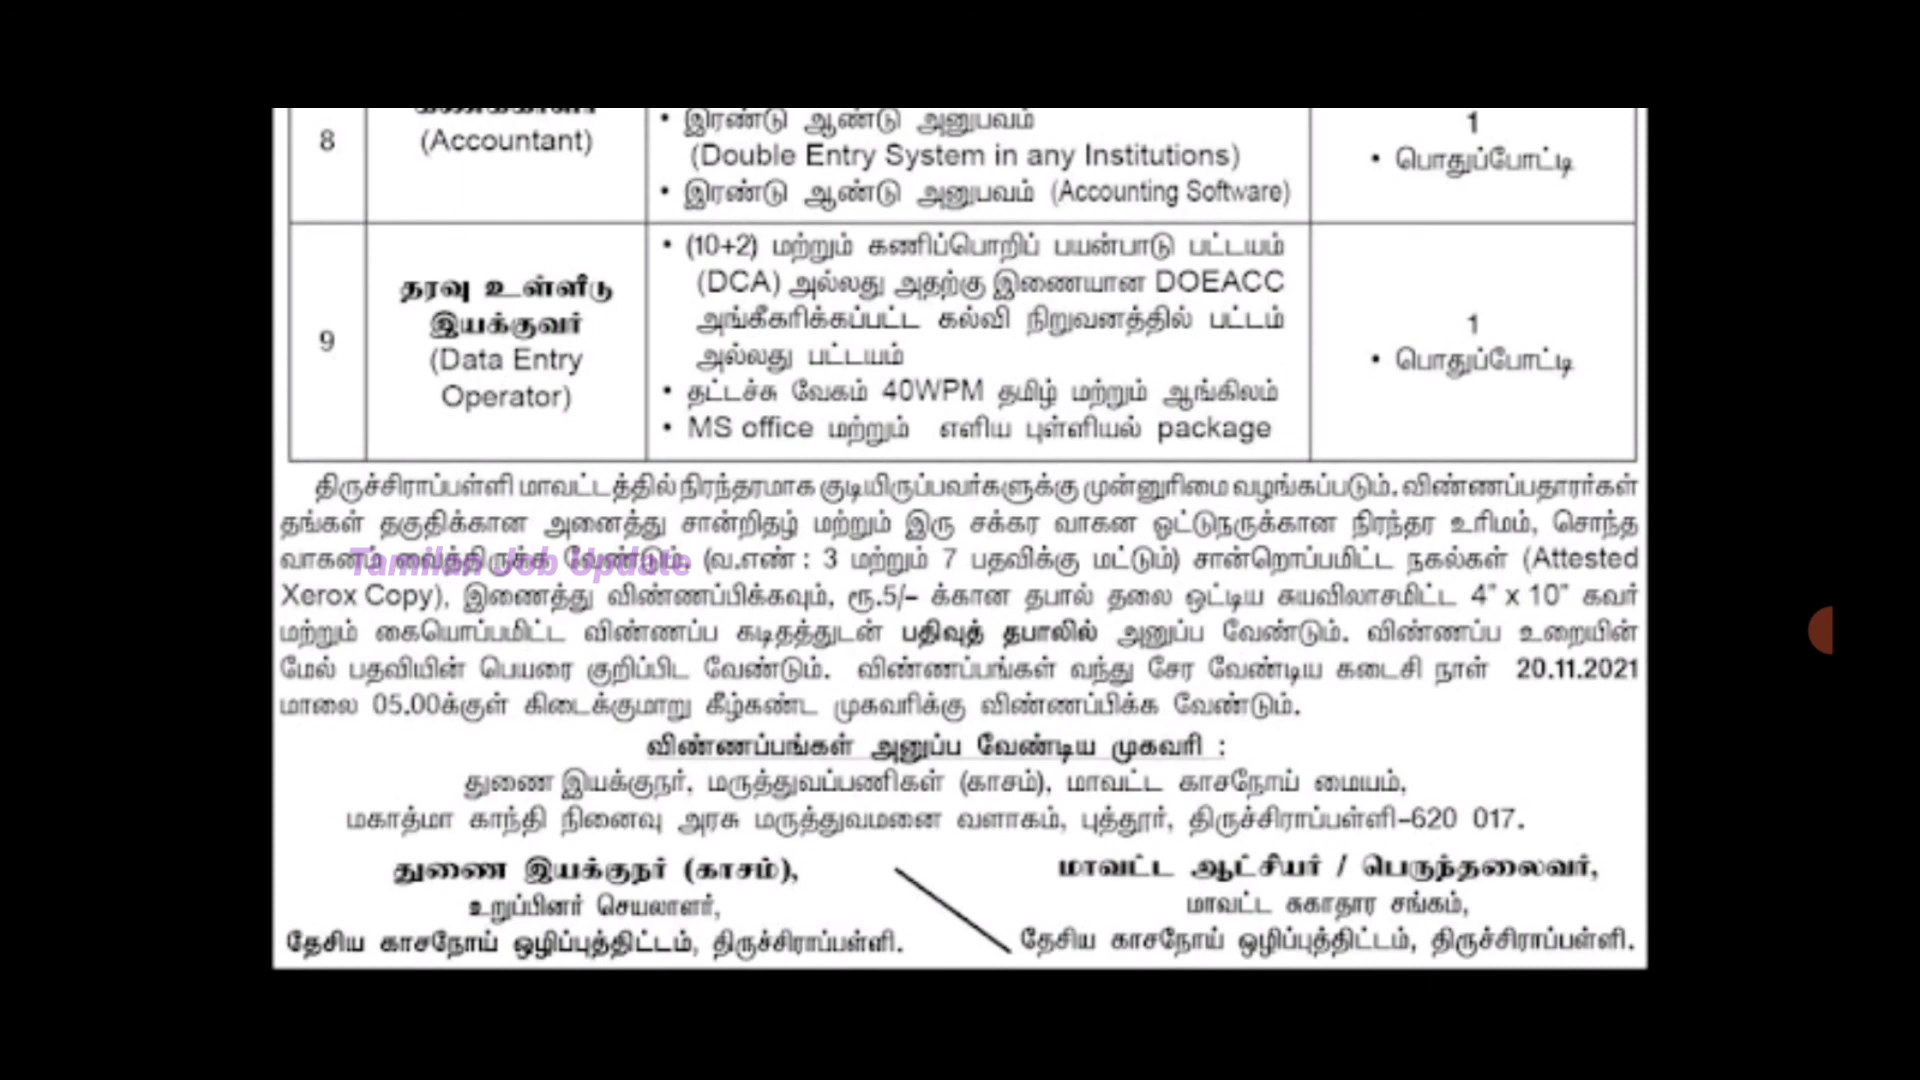 8
கணக்காளர்
(Accountant)
• இரண்டு ஆண்டு அனுபவம்
(Double Entry System in any Institutions)
• இரண்டு ஆண்டு அனுபவம் (Accounting Software)
1
• பொதுப்போட்டி
9
தரவு உள்ளீடு
இயக்குவர்
(Data Entry
Operator)
• (10+2) மற்றும் கணிப்பொறிப் பயன்பாடு பட்டயம்
(DCA) அல்லது அதற்கு இணையான DOEACC
அங்கீகரிக்கப்பட்ட கல்வி நிறுவனத்தில் பட்டம்
அல்லது பட்டயம்
• தட்டச்சு வேகம் 40WPM தமிழ் மற்றும் ஆங்கிலம்
• MS office மற்றும் எளிய புள்ளியல் package
1
• பொதுப்போட்டி
திருச்சிராப்பள்ளி மாவட்டத்தில் நிரந்தரமாக குடியிருப்பவர்களுக்கு முன்னுரிமை வழங்கப்படும். விண்ணப்பதாரர்கள்
தங்கள் தகுதிக்கான அனைத்து சான்றிதழ் மற்றும் இரு சக்கர வாகன ஓட்டுநருக்கான நிரந்தர உரிமம், சொந்த
வாகனம் வைத்திருக்க வேண்டும். (வ.எண் : 3 மற்றும் 7 பதவிக்கு மட்டும்) சான்றொப்பமிட்ட நகல்கள் (Attested
Tamilan Job Update
Xerox Copy), இணைத்து விண்ணப்பிக்கவும், ரூ.5/– க்கான தபால் தலை ஒட்டிய சுயவிலாசமிட்ட 4" x 10" கவர்
மற்றும் கையொப்பமிட்ட விண்ணப்ப கடிதத்துடன் பதிவுத் தபாலில் அனுப்ப வேண்டும். விண்ணப்ப உறையின்
மேல் பதவியின் பெயரை குறிப்பிட வேண்டும். விண்ணப்பங்கள் வந்து சேர வேண்டிய கடைசி நாள் 20.11.2021
மாலை 05.00க்குள் கிடைக்குமாறு கீழ்கண்ட முகவரிக்கு விண்ணப்பிக்க வேண்டும்.
விண்ணப்பங்கள் அனுப்ப வேண்டிய முகவரி :
துணை இயக்குநர், மருத்துவப்பணிகள் (காசம்), மாவட்ட காசநோய் மையம்,
மகாத்மா காந்தி நினைவு அரசு மருத்துவமனை வளாகம், புத்தூர், திருச்சிராப்பள்ளி–620 017.
துணை இயக்குநர் (காசம்),
உறுப்பினர் செயலாளர்,
தேசிய காசநோய் ஒழிப்புத்திட்டம், திருச்சிராப்பள்ளி.
மாவட்ட ஆட்சியர் / பெருந்தலைவர்,
மாவட்ட சுகாதார சங்கம்,
தேசிய காசநோய் ஒழிப்புத்திட்டம், திருச்சிராப்பள்ளி.